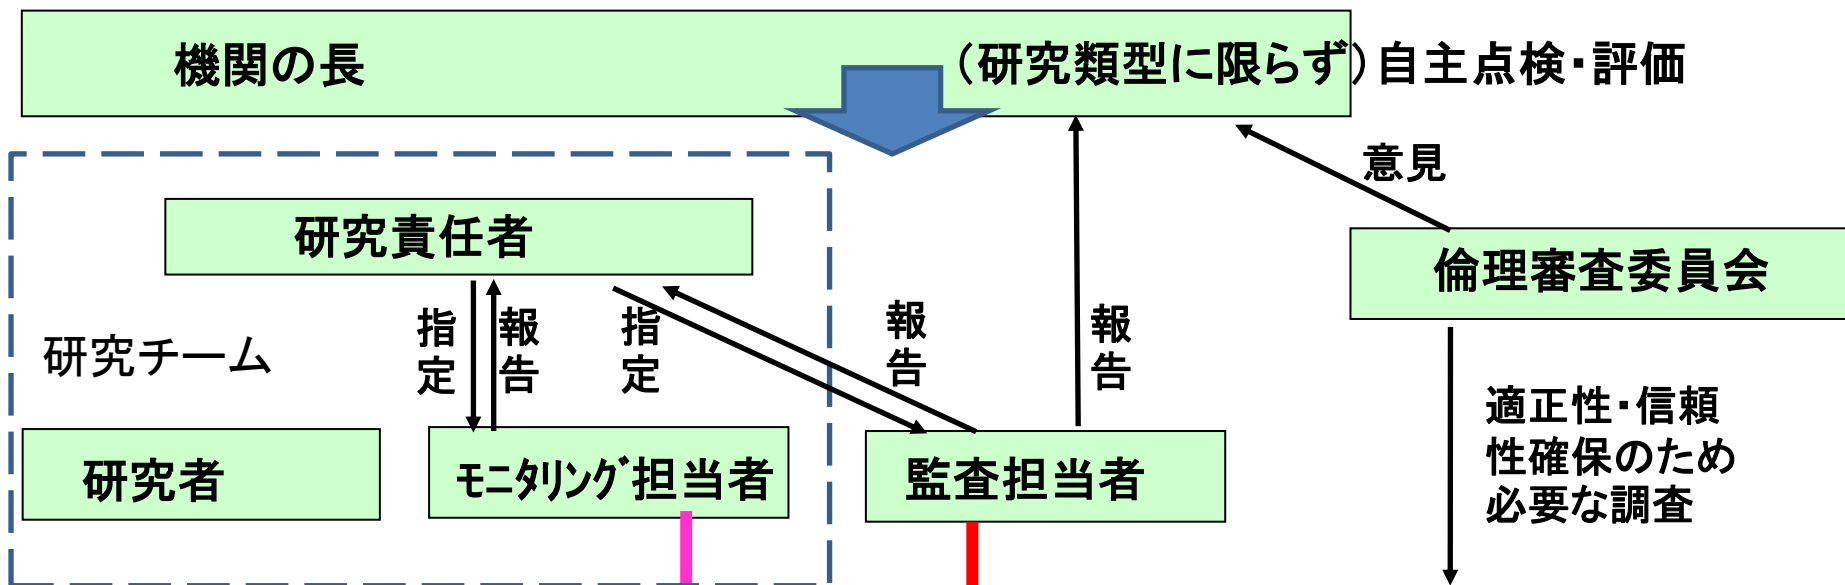 機関の長
（研究類型に限らず）自主点検・評価
意見
研究責任者
倫理審査委員会
指定
報告
指定
報告
報告
研究チーム
適正性・信頼
性確保のため
必要な調査
研究者
ﾓﾆﾀﾘﾝｸﾞ担当者
監査担当者